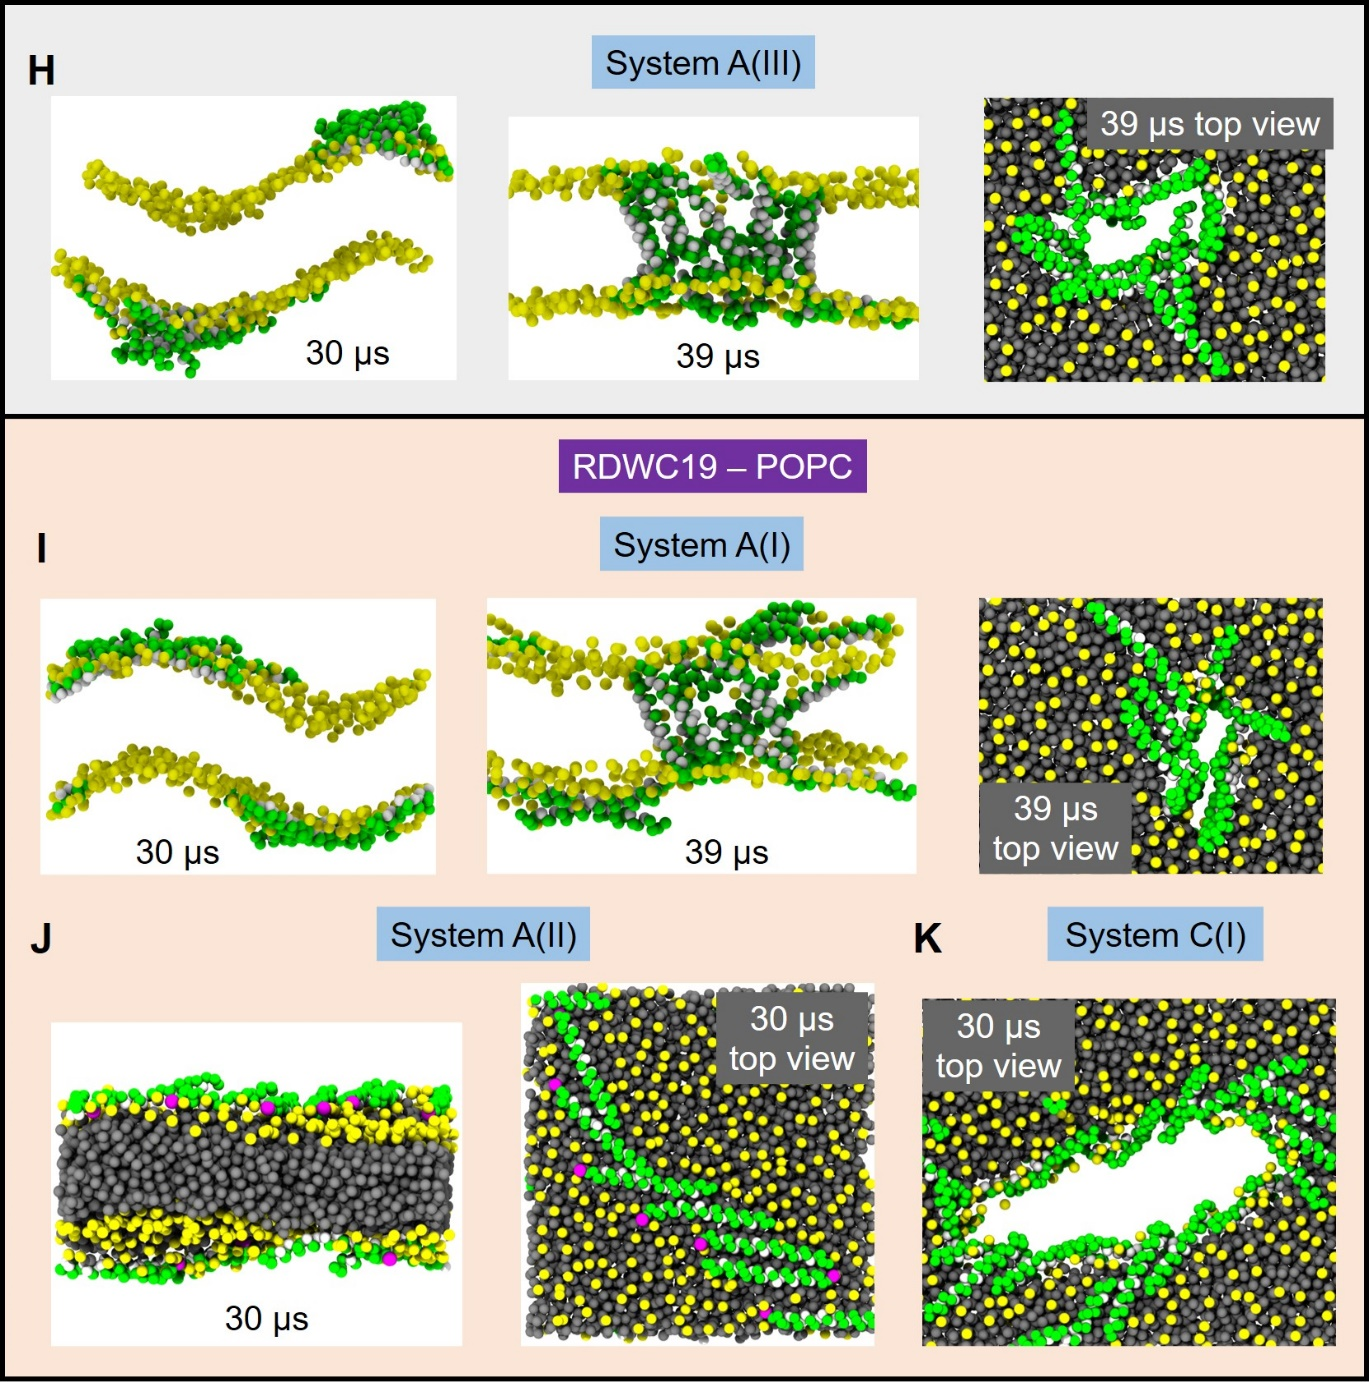 H
System A(III)
30 µs
39 µs
39 µs top view
RDWC19 – POPC
I
System A(I)
30 µs
39 µs
39 µs
top view
J
System A(II)
30 µs
30 µs
top view
K
System C(I)
30 µs
top view